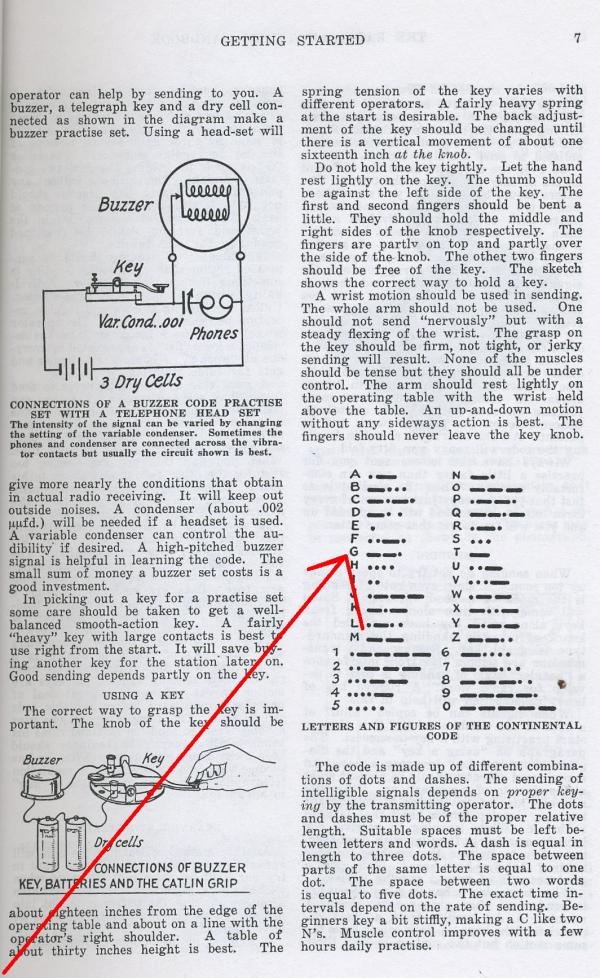 GETTING STARTED 7
operator can help by sending to you. A
buzzer, a telegraph key and a dry cell con-
nected as shown in the diagram make a
buzzer practise set. Using a head-set will
Buzzer
Key
Var.Cond..001
Phones
3 Dry Cells
CONNECTIONS OF A BUZZER CODE PRACTISE
SET WITH A TELEPHONE HEAD SET
The intensity of the signal can be varied by changing
the setting of the variable condenser. Sometimes the
phones and condenser are connected across the vibra-
tor contacts but usually the circuit shown is best.
give more nearly the conditions that obtain
in actual radio receiving. It will keep out
outside noises. A condenser (about .002
μμfd.) will be needed if a headset is used.
A variable condenser can control the au-
dibility if desired. A high-pitched buzzer
signal is helpful in learning the code. The
small sum of money a buzzer set costs is a
good investment.
In picking out a key for a practise set
some care should be taken to get a well-
balanced smooth-action key. A fairly
"heavy" key with large contacts is best to
use right from the start. It will save buy-
ing another key for the station later on.
Good sending depends partly on the key.
USING A KEY
The correct way to grasp the key is im-
portant. The knob of the key should be
Buzzer
Key
Dry cells
CONNECTIONS OF BUZZER
KEY, BATTERIES AND THE CATLIN GRIP
about eighteen inches from the edge of the
operating table and about on a line with the
operator's right shoulder. A table of
about thirty inches height is best. The
spring tension of the key varies with
different operators. A fairly heavy spring
at the start is desirable. The back adjust-
ment of the key should be changed until
there is a vertical movement of about one
sixteenth inch at the knob.
Do not hold the key tightly. Let the hand
rest lightly on the key. The thumb should
be against the left side of the key. The
first and second fingers should be bent a
little. They should hold the middle and
right sides of the knob respectively. The
fingers are partly on top and partly over
the side of the knob. The other two fingers
should be free of the key. The sketch
shows the correct way to hold a key.
A wrist motion should be used in sending.
The whole arm should not be used. One
should not send "nervously" but with a
steady flexing of the wrist. The grasp on
the key should be firm, not tight, or jerky
sending will result. None of the muscles
should be tense but they should all be under
control. The arm should rest lightly on
the operating table with the wrist held
above the table. An up-and-down motion
without any sideways action is best. The
fingers should never leave the key knob.
A .— N —.
B —... O ———
C —.—. P .——.
D —.. Q ——.—
E . R .—.
F ..—. S ...
G ——. T —
H .... U ..—
I .. V ...—
J .——— W .——
K —.— X —..—
L .—.. Y —.——
M —— Z ——..
1 .———— 6 —....
2 ..——— 7 ——...
3 ...—— 8 ———..
4 ....— 9 ————.
5 ..... 0 —————
LETTERS AND FIGURES OF THE CONTINENTAL
CODE
The code is made up of different combina-
tions of dots and dashes. The sending of
intelligible signals depends on proper key-
ing by the transmitting operator. The dots
and dashes must be of the proper relative
length. Suitable spaces must be left be-
tween letters and words. A dash is equal in
length to three dots. The space between
parts of the same letter is equal to one
dot. The space between two words
is equal to five dots. The exact time in-
tervals depend on the rate of sending. Be-
ginners key a bit stiffly, making a C like two
N's. Muscle control improves with a few
hours daily practise.